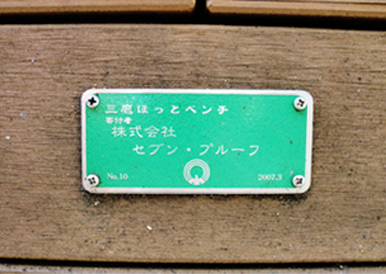 三鷹ほっとベンチ
寄付者
株式会社
セブン・プルーフ
No.10
2007.3